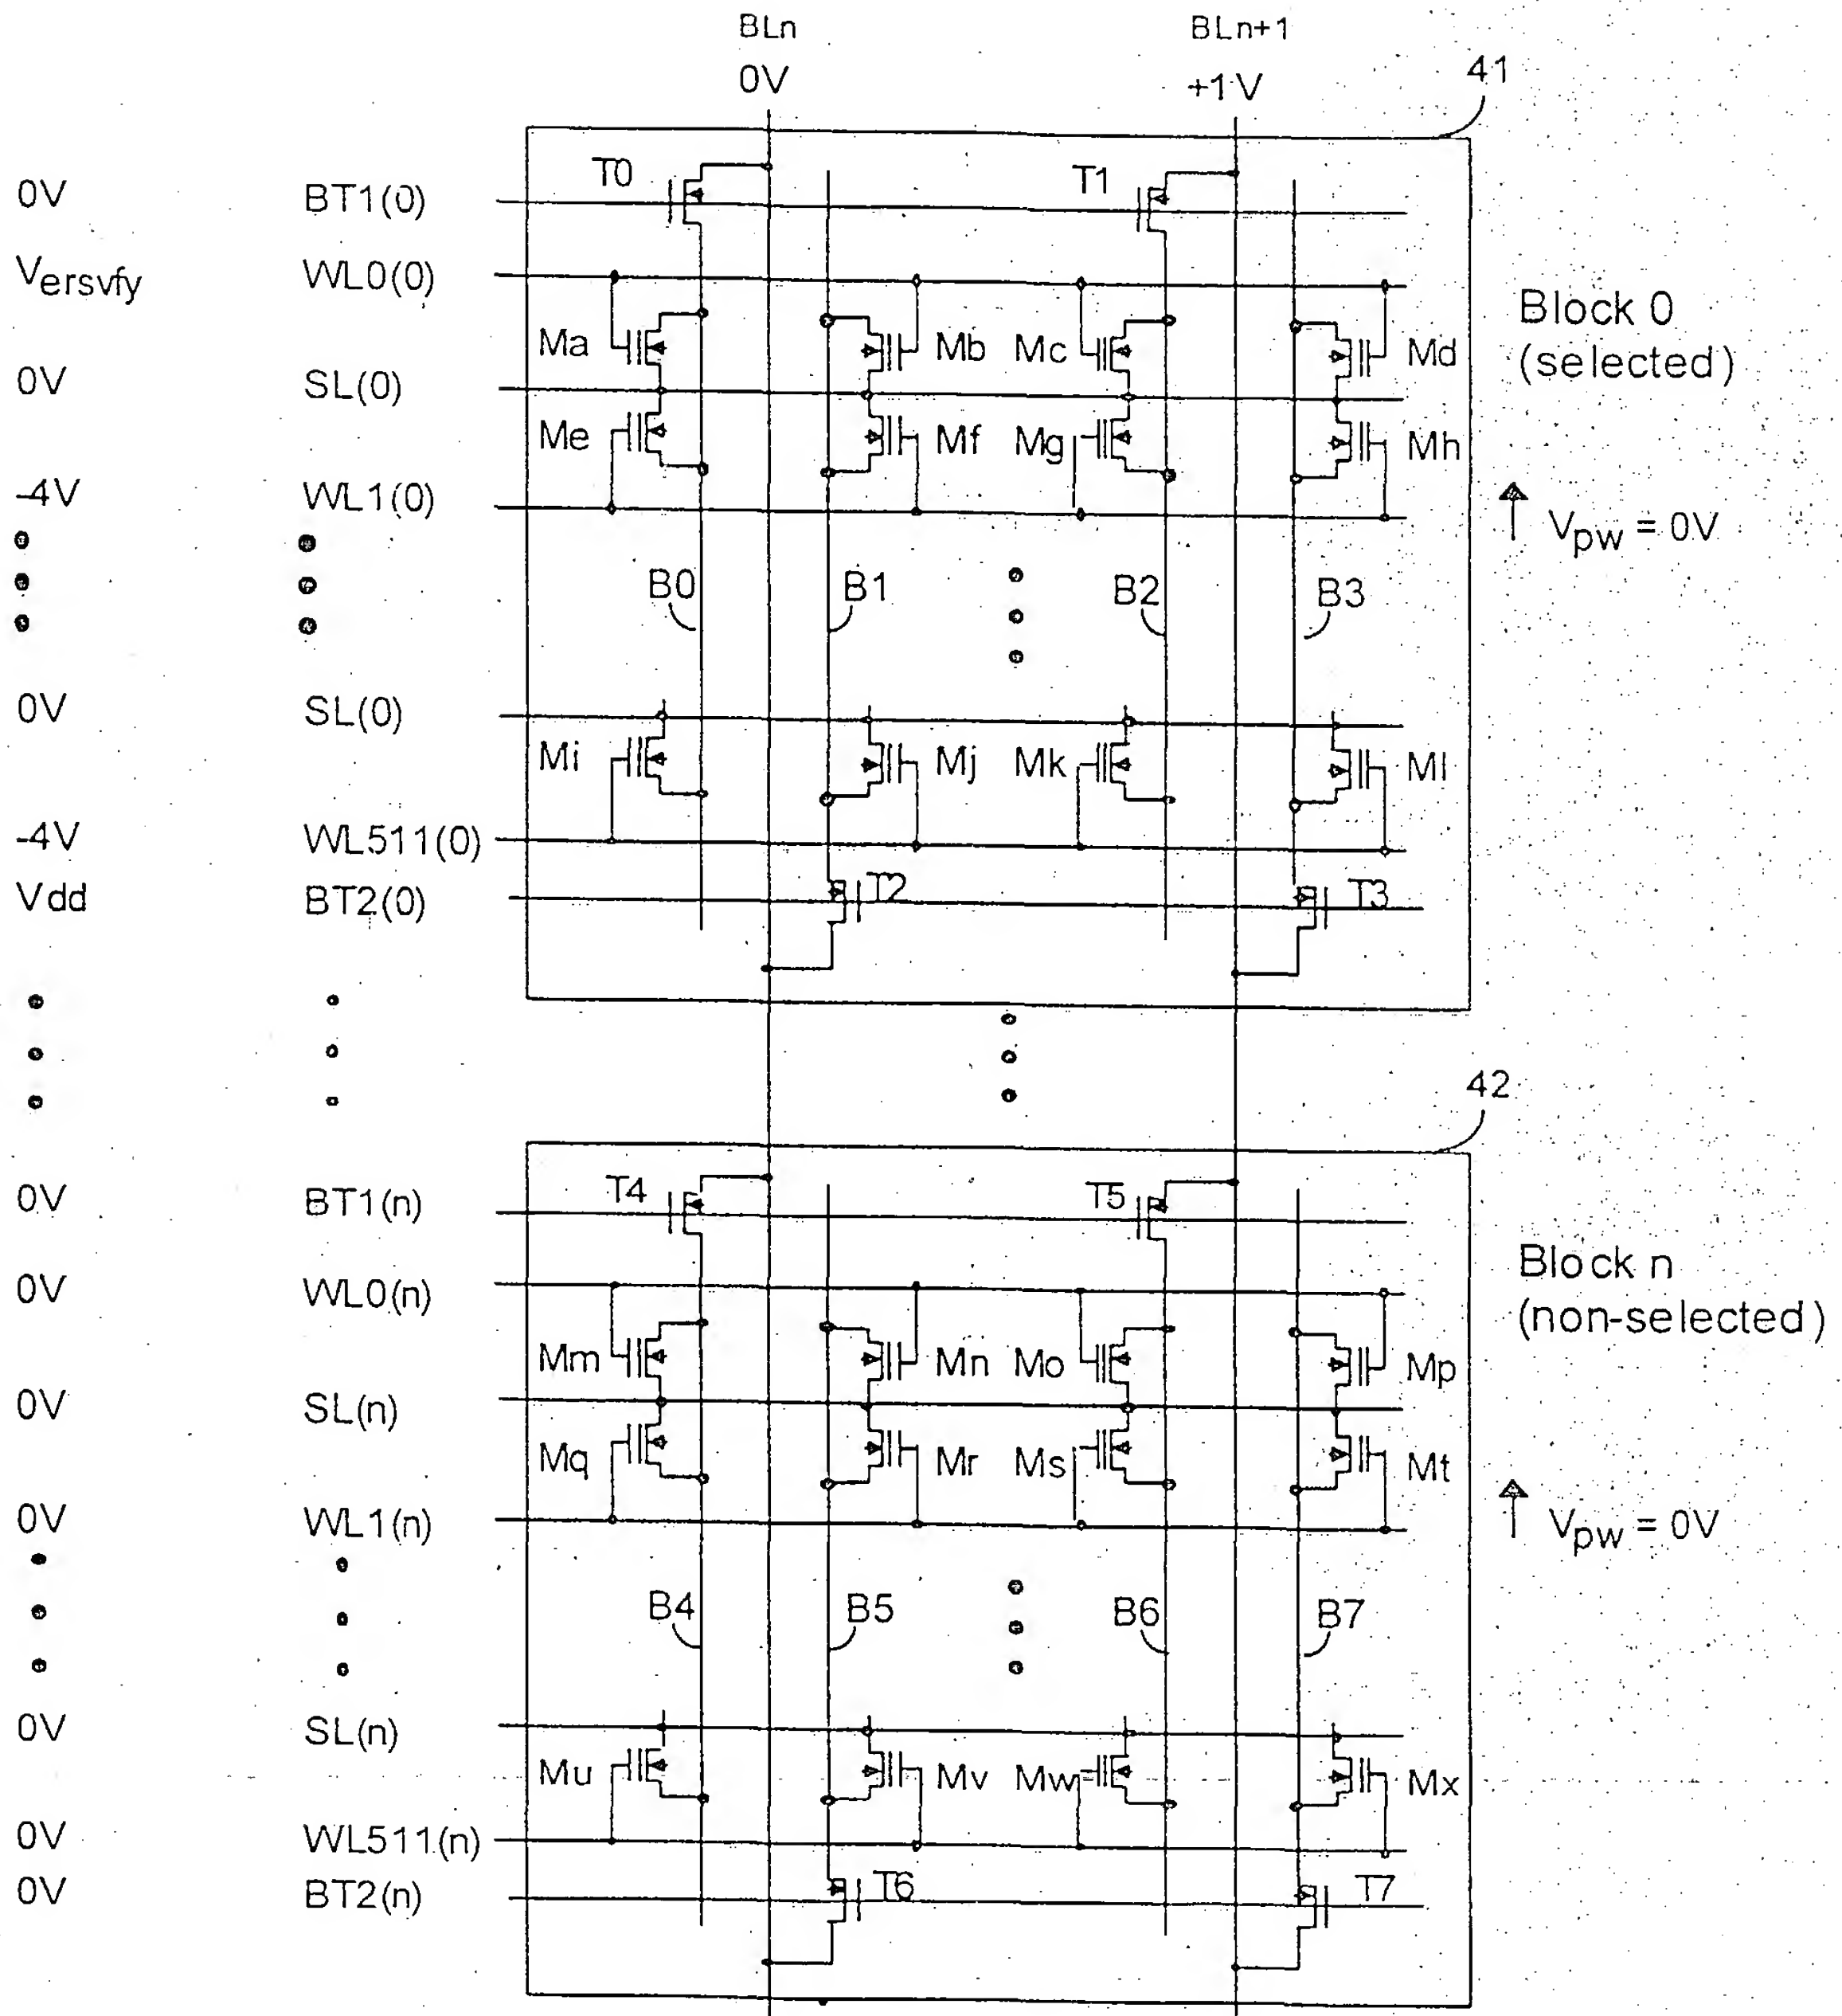 BLn BLn+1
0V +1V
41
0V BT1(0) T0 T1
Versvfy WL0(0)
Block 0
(selected)
Ma Mb Mc Md
0V SL(0)
Me Mf Mg Mh
-4V WL1(0)
Vpw = 0V
B0 B1 B2 B3
0V SL(0)
Mi Mj Mk Ml
-4V WL511(0)
Vdd BT2(0) T2 T3
42
0V BT1(n) T4 T5
0V WL0(n)
Block n
(non-selected)
Mm Mn Mo Mp
0V SL(n)
Mq Mr Ms Mt
0V WL1(n)
Vpw = 0V
B4 B5 B6 B7
0V SL(n)
Mu Mv Mw Mx
0V WL511(n)
0V BT2(n) T6 T7